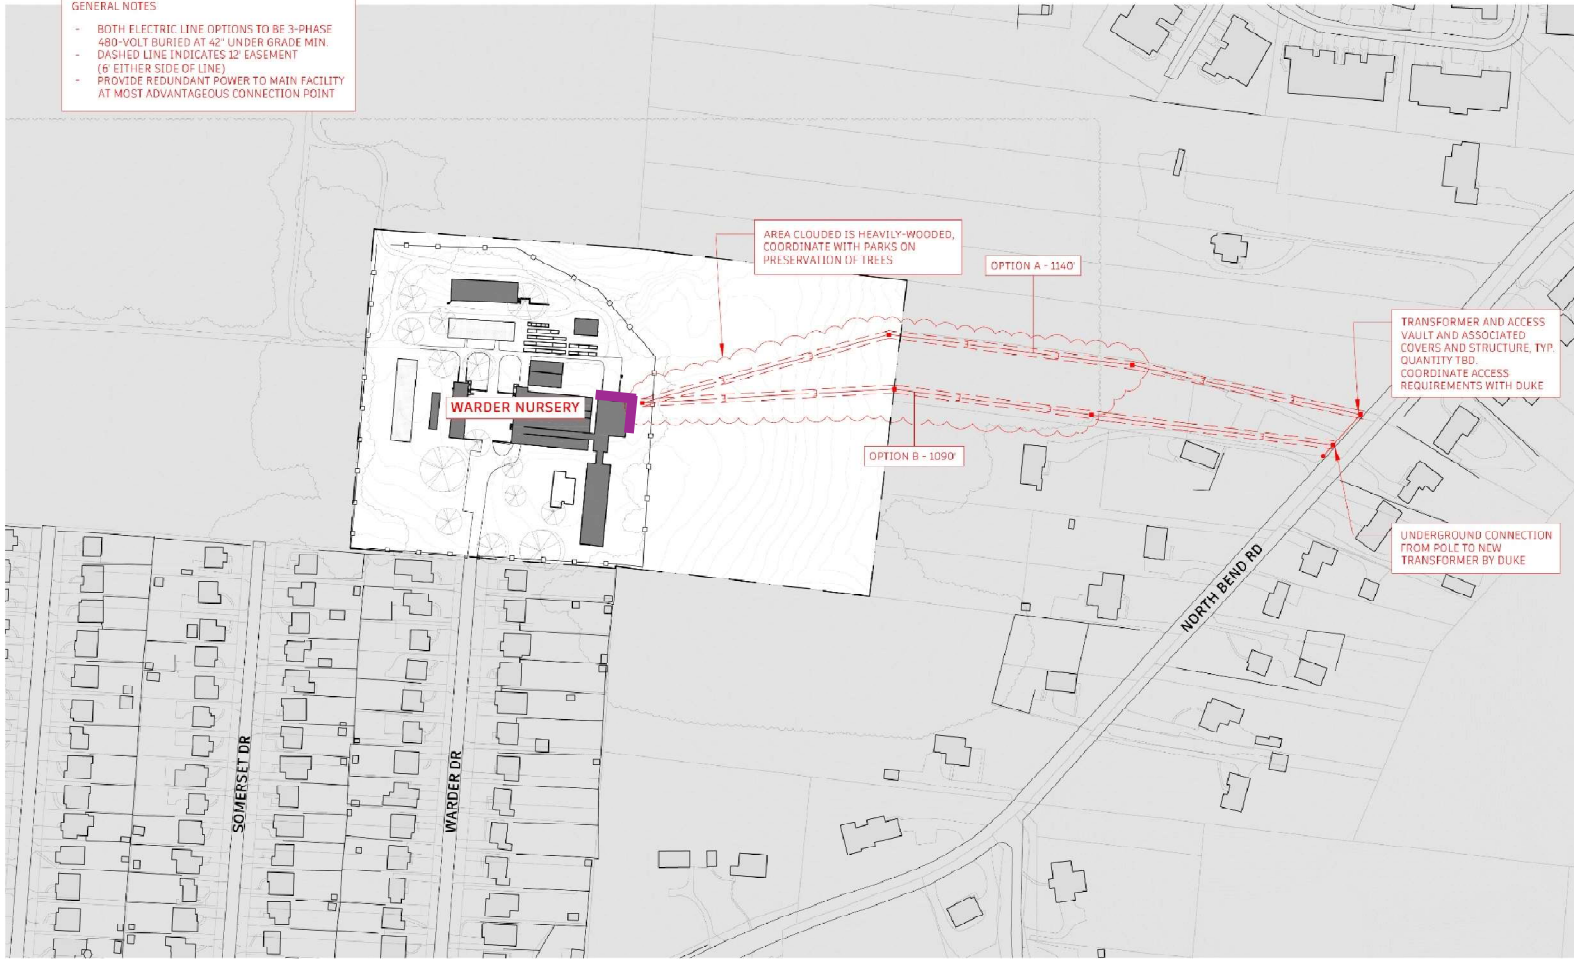 GENERAL NOTES
- BOTH ELECTRIC LINE OPTIONS TO BE 3-PHASE
480-VOLT BURIED AT 42" UNDER GRADE MIN.
- DASHED LINE INDICATES 12' EASEMENT
(6' EITHER SIDE OF LINE)
- PROVIDE REDUNDANT POWER TO MAIN FACILITY
AT MOST ADVANTAGEOUS CONNECTION POINT
AREA CLOUDED IS HEAVILY-WOODED,
COORDINATE WITH PARKS ON
PRESERVATION OF TREES
OPTION A - 1140'
TRANSFORMER AND ACCESS
VAULT AND ASSOCIATED
COVERS AND STRUCTURE, TYP.
QUANTITY TBD.
COORDINATE ACCESS
REQUIREMENTS WITH DUKE
WARDER NURSERY
OPTION B - 1090'
UNDERGROUND CONNECTION
FROM POLE TO NEW
TRANSFORMER BY DUKE
NORTH BEND RD
SOMERSET DR
WARDER DR